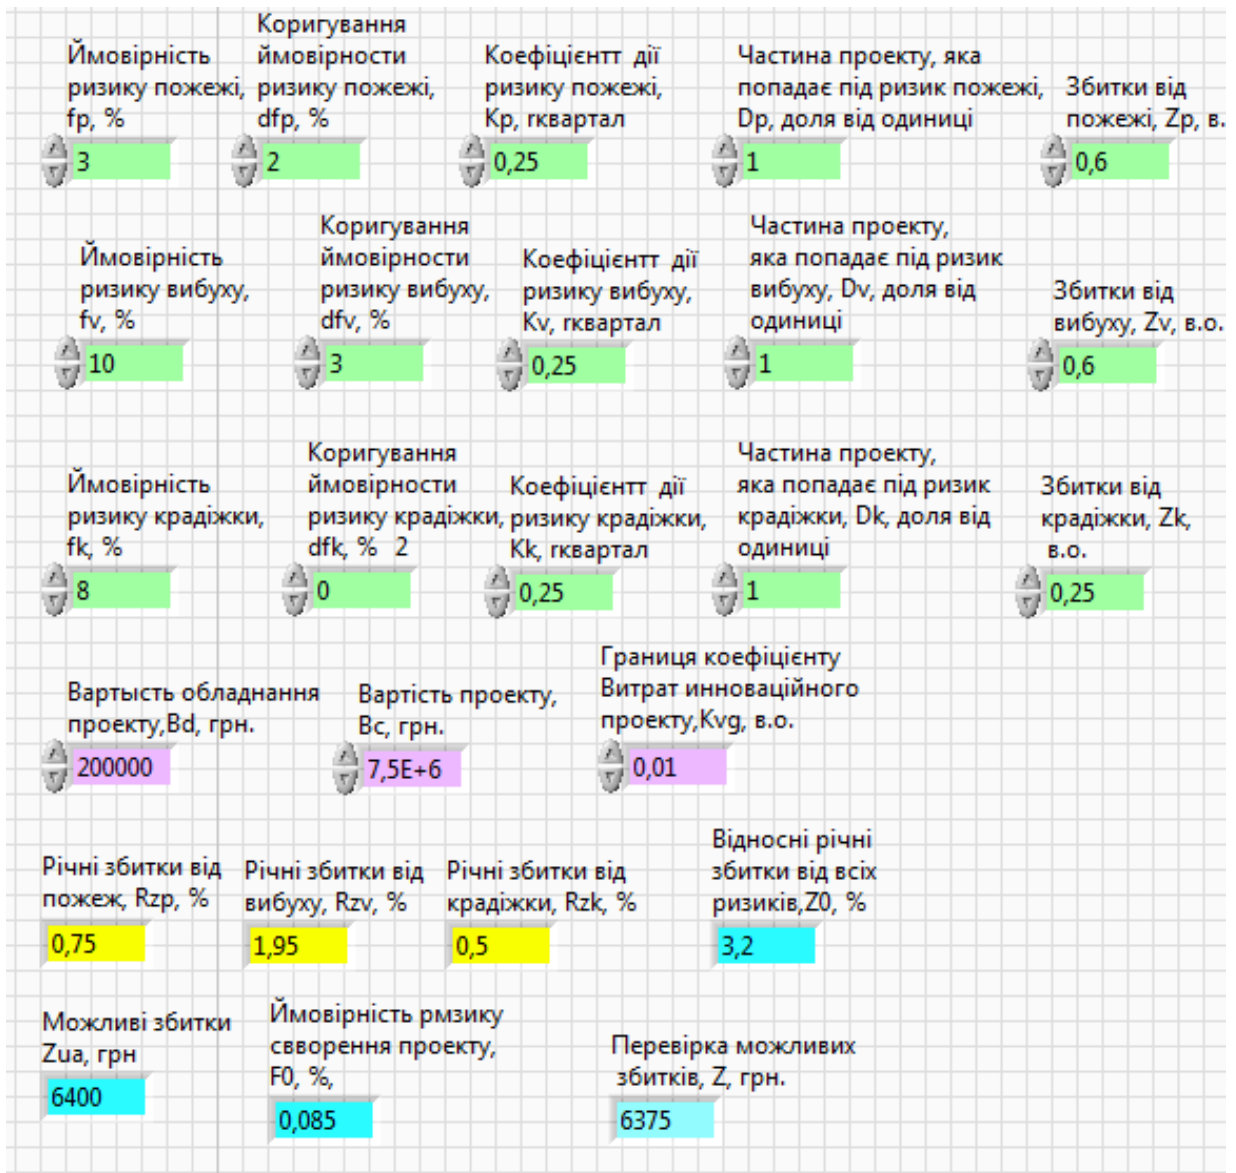 Ймовірність
ризику пожежі,
fp, %
3
Коригування
ймовірности
ризику пожежі,
dfp, %
2
Коефіцієнтт дії
ризику пожежі,
Kp, rквартал
0,25
Частина проекту, яка
попадає під ризик пожежі,
Dp, доля від одиниці
1
Збитки від
пожежі, Zp, в.
0,6
Ймовірність
ризику вибуху,
fv, %
10
Коригування
ймовірности
ризику вибуху,
dfv, %
3
Коефіцієнтт дії
ризику вибуху,
Kv, rквартал
0,25
Частина проекту,
яка попадає під ризик
вибуху, Dv, доля від
одиниці
1
Збитки від
вибуху, Zv, в.о.
0,6
Ймовірність
ризику крадіжки,
fk, %
8
Коригування
ймовірности
ризику крадіжки,
dfk, % 2
0
Коефіцієнтт дії
ризику крадіжки,
Kk, rквартал
0,25
Частина проекту,
яка попадає під ризик
крадіжки, Dk, доля від
одиниці
1
Збитки від
крадіжки, Zk,
в.о.
0,25
Вартысть обладнання
проекту,Bd, грн.
200000
Вартість проекту,
Bc, грн.
7,5E+6
Границя коефіцієнту
Витрат инноваційного
проекту,Kvg, в.о.
0,01
Річні збитки від
пожеж, Rzp, %
0,75
Річні збитки від
вибуху, Rzv, %
1,95
Річні збитки від
крадіжки, Rzk, %
0,5
Відносні річні
збитки від всіх
ризиків,Z0, %
3,2
Можливі збитки
Zua, грн
6400
Ймовірність рмзику
свворення проекту,
F0, %,
0,085
Перевірка можливих
збитків, Z, грн.
6375